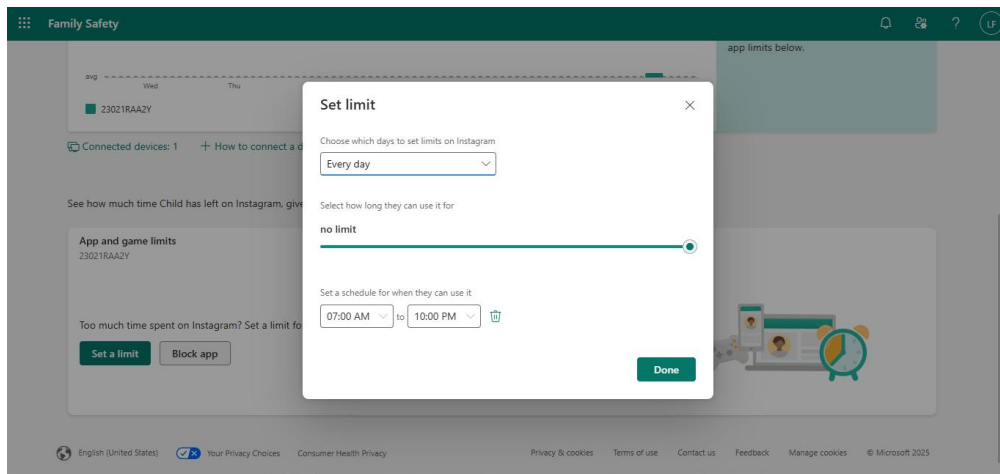 Family Safety
LF
app limits below.
avg
Wed Thu
23021RAA2Y
Connected devices: 1 + How to connect a d
See how much time Child has left on Instagram, give
App and game limits
23021RAA2Y
Too much time spent on Instagram? Set a limit fo
Set a limit Block app
Set limit
Choose which days to set limits on Instagram
Every day
Select how long they can use it for
no limit
Set a schedule for when they can use it
07:00 AM to 10:00 PM
Done
English (United States) Your Privacy Choices Consumer Health Privacy Privacy & cookies Terms of use Contact us Feedback Manage cookies © Microsoft 2025